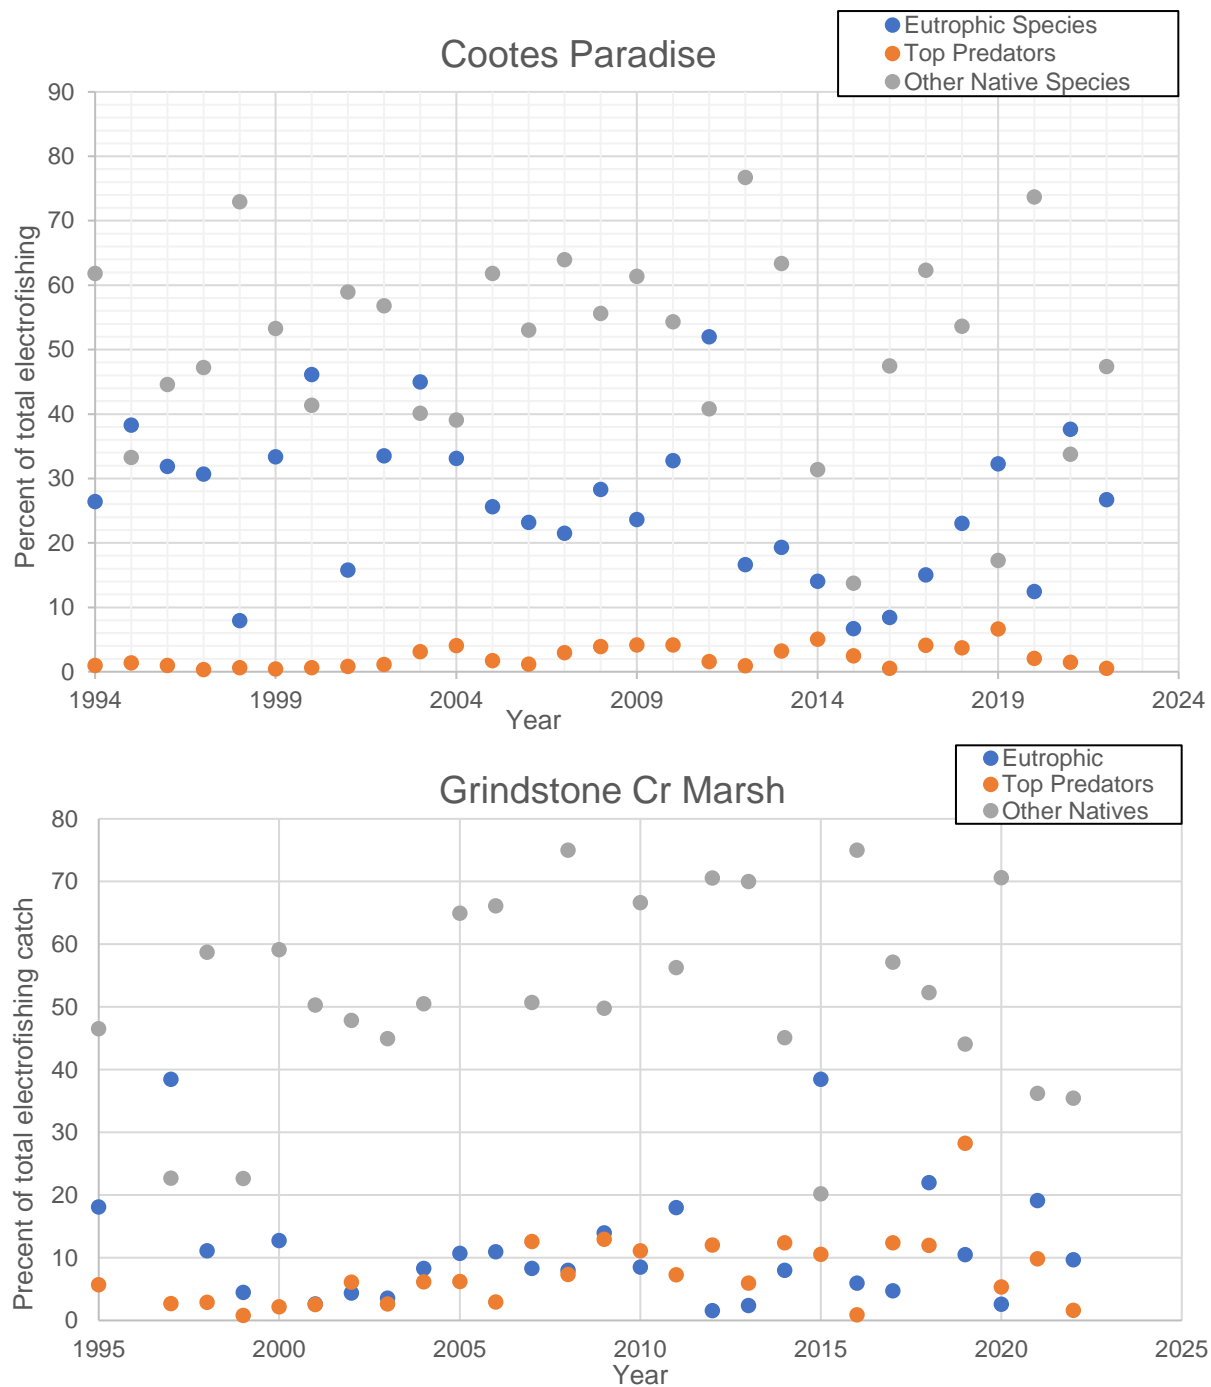 Cootes Paradise
Eutrophic Species
Top Predators
Other Native Species
Percent of total electrofishing
90
80
70
60
50
40
30
20
10
0
1994 1999 2004 2009 2014 2019 2024
Year
Grindstone Cr Marsh
Eutrophic
Top Predators
Other Natives
Precent of total electrofishing catch
80
70
60
50
40
30
20
10
0
1995 2000 2005 2010 2015 2020 2025
Year